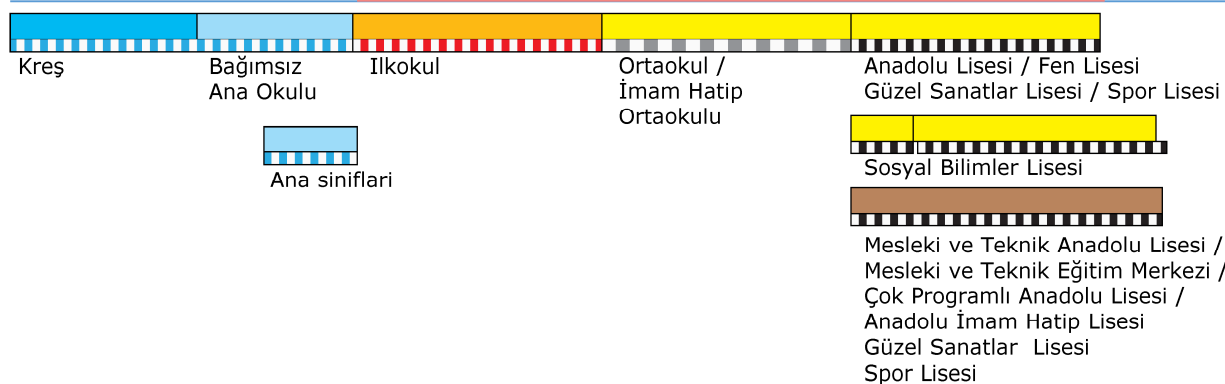 Kreş
Bağımsız
Ana Okulu
Ilkokul
Ortaokul /
İmam Hatip
Ortaokulu
Anadolu Lisesi / Fen Lisesi
Güzel Sanatlar Lisesi / Spor Lisesi
Ana siniflari
Sosyal Bilimler Lisesi
Mesleki ve Teknik Anadolu Lisesi /
Mesleki ve Teknik Eğitim Merkezi /
Çok Programlı Anadolu Lisesi /
Anadolu İmam Hatip Lisesi
Güzel Sanatlar Lisesi
Spor Lisesi